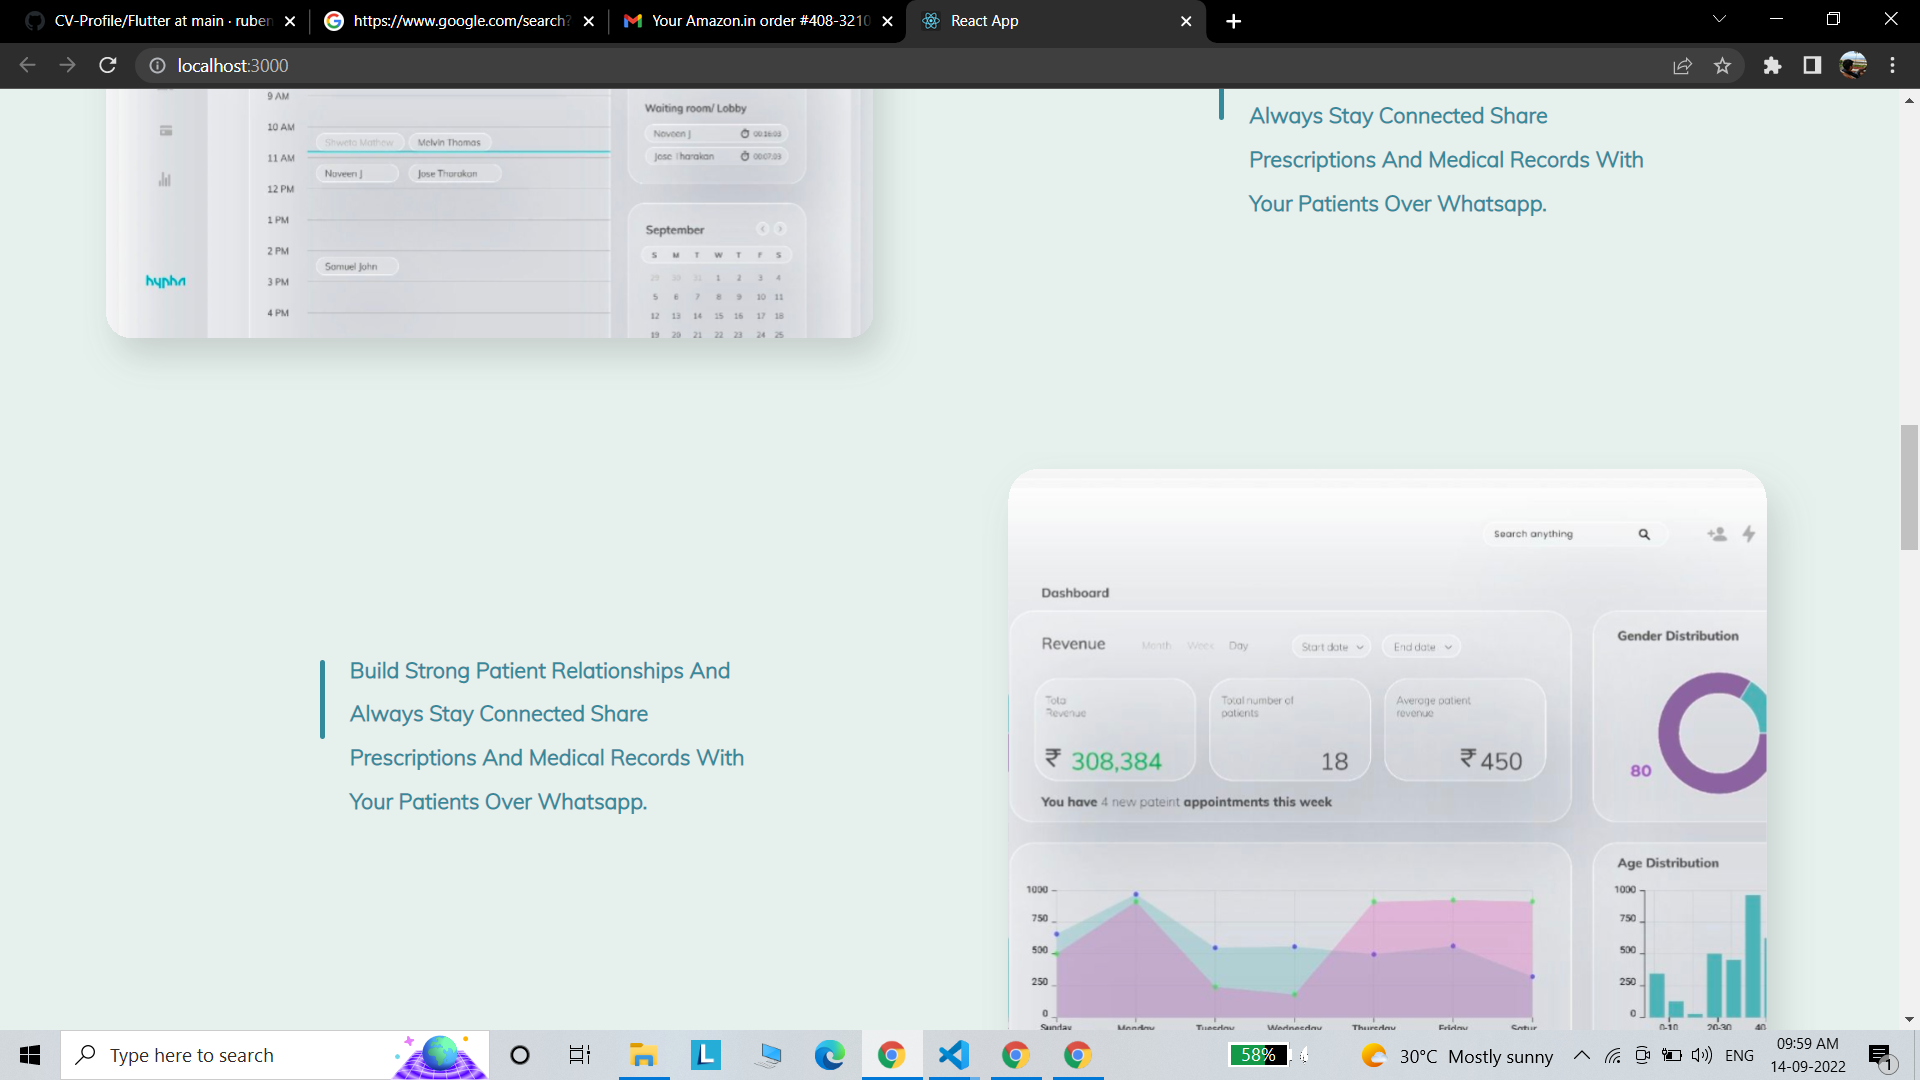 CV-Profile/Flutter at main · ruben
https://www.google.com/search?
Your Amazon.in order #408-3210
React App
localhost:3000
9 AM
10 AM
11 AM
12 PM
1 PM
2 PM
3 PM
4 PM
Shweta Mathew
Melvin Thomas
Naveen J
Jose Tharakan
Samuel John
hypha
Waiting room/ Lobby
Naveen J 00:16:03
Jose Tharakan 00:07:03
September
S M T W T F S
29 30 31 1 2 3 4
5 6 7 8 9 10 11
12 13 14 15 16 17 18
19 20 21 22 23 24 25
Always Stay Connected Share
Prescriptions And Medical Records With
Your Patients Over Whatsapp.
Build Strong Patient Relationships And
Always Stay Connected Share
Prescriptions And Medical Records With
Your Patients Over Whatsapp.
Search anything
Dashboard
Revenue
Month Week Day
Start date
End date
Total
Revenue
₹ 308,384
Total number of
patients
18
Average patient
revenue
₹ 450
You have 4 new pateint appointments this week
Gender Distribution
80
1000
750
500
250
0
Sunday Monday Tuesday Wednesday Thursday Friday Satur
Age Distribution
1000
750
500
250
0
0-10 20-30 40
Type here to search
L
58%
30°C Mostly sunny
ENG
09:59 AM
14-09-2022
1